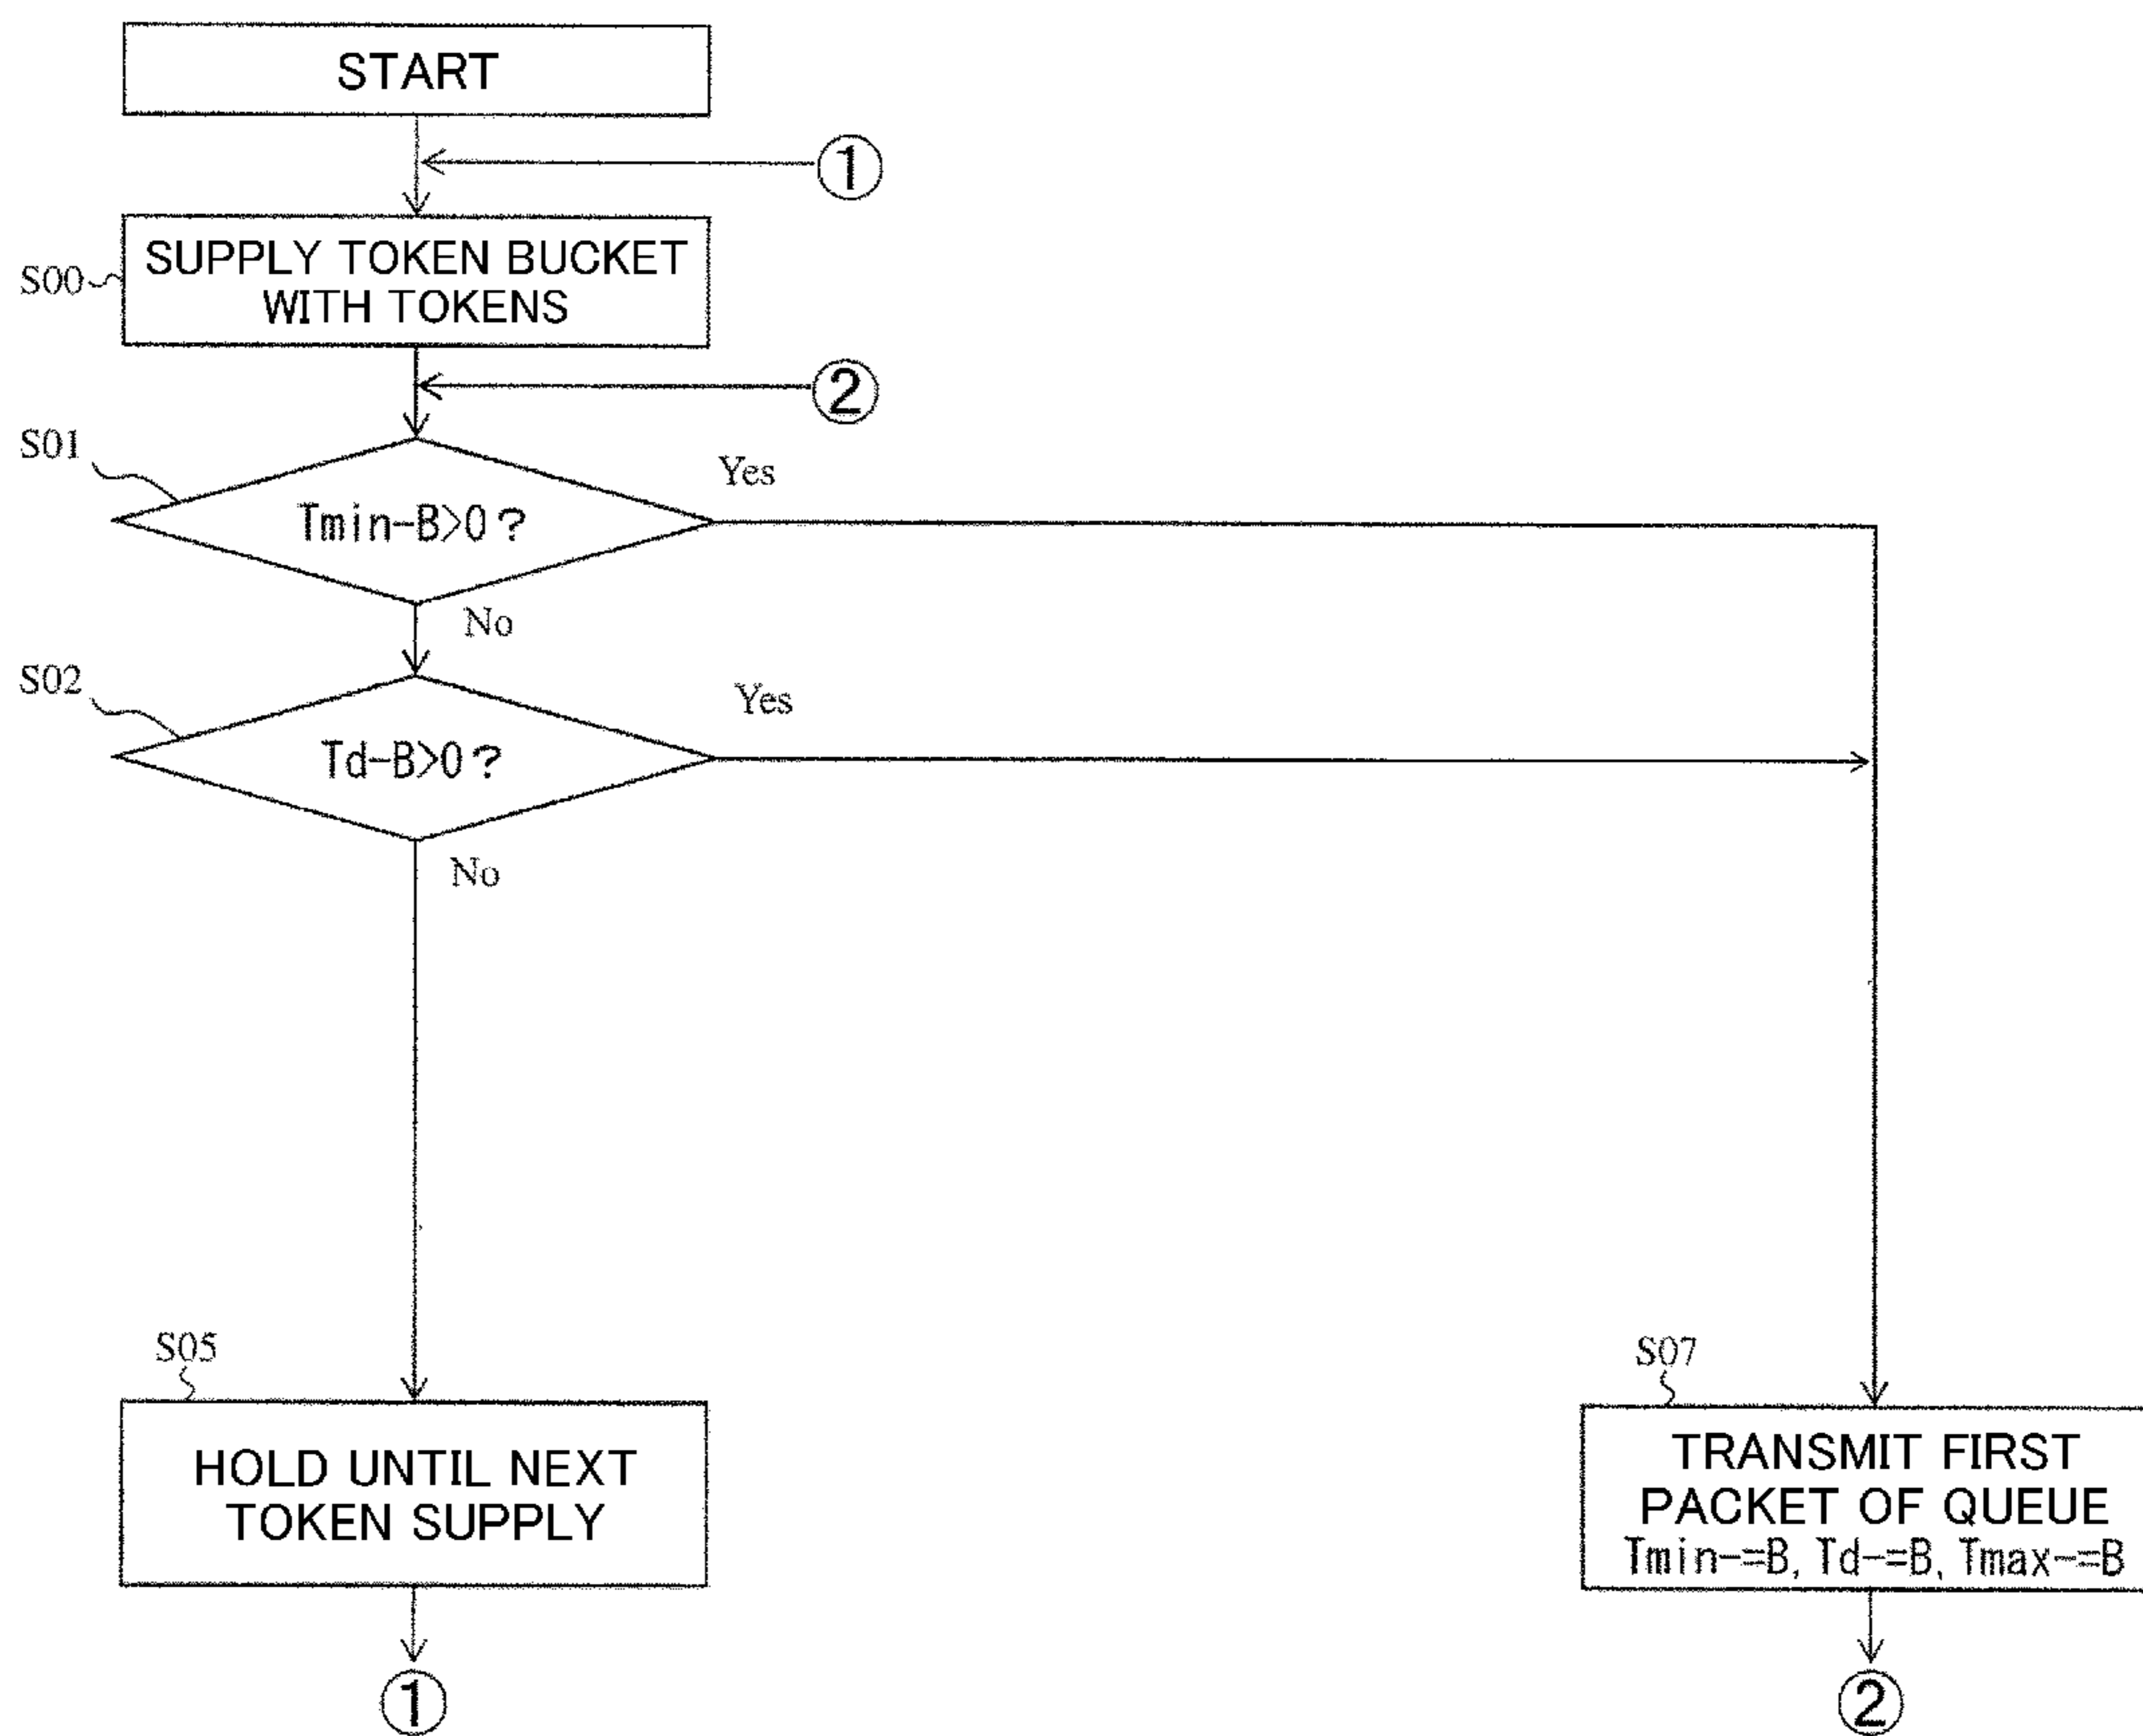 START
①
S00
SUPPLY TOKEN BUCKET
WITH TOKENS
②
S01
Yes
Tmin-B>0?
No
S02
Yes
Td-B>0?
No
S05
HOLD UNTIL NEXT
TOKEN SUPPLY
S07
TRANSMIT FIRST
PACKET OF QUEUE
Tmin-=B, Td-=B, Tmax-=B
①
②